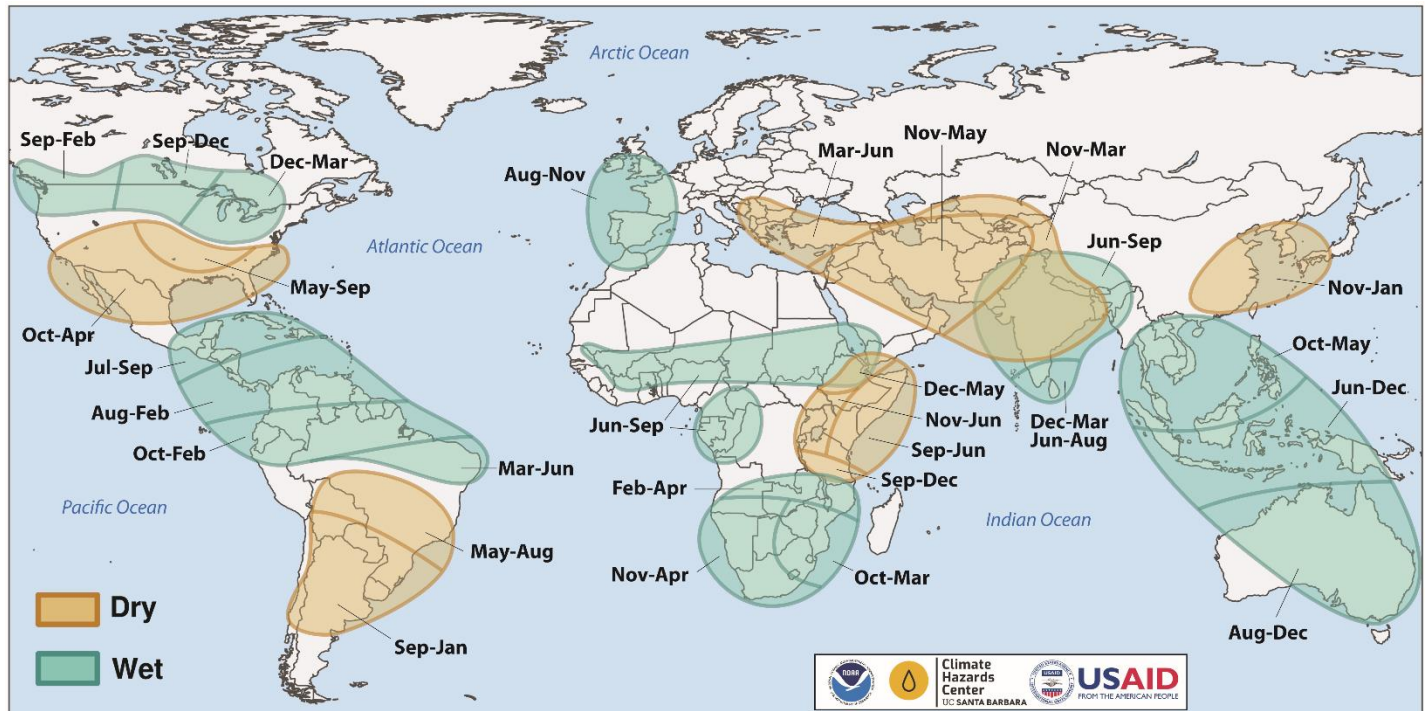 Arctic Ocean
Sep-Feb
Sep-Dec
Dec-Mar
Aug-Nov
Mar-Jun
Nov-May
Nov-Mar
Jun-Sep
Atlantic Ocean
May-Sep
Oct-Apr
Nov-Jan
Jul-Sep
Aug-Feb
Oct-Feb
Mar-Jun
Jun-Sep
Dec-May
Nov-Jun
Sep-Jun
Sep-Dec
Dec-Mar
Jun-Aug
Oct-May
Jun-Dec
Feb-Apr
Pacific Ocean
Indian Ocean
May-Aug
Nov-Apr
Oct-Mar
Sep-Jan
Aug-Dec
Dry
Wet
NOAA
Climate
Hazards
Center
UC SANTA BARBARA
USAID
USAID
FROM THE AMERICAN PEOPLE